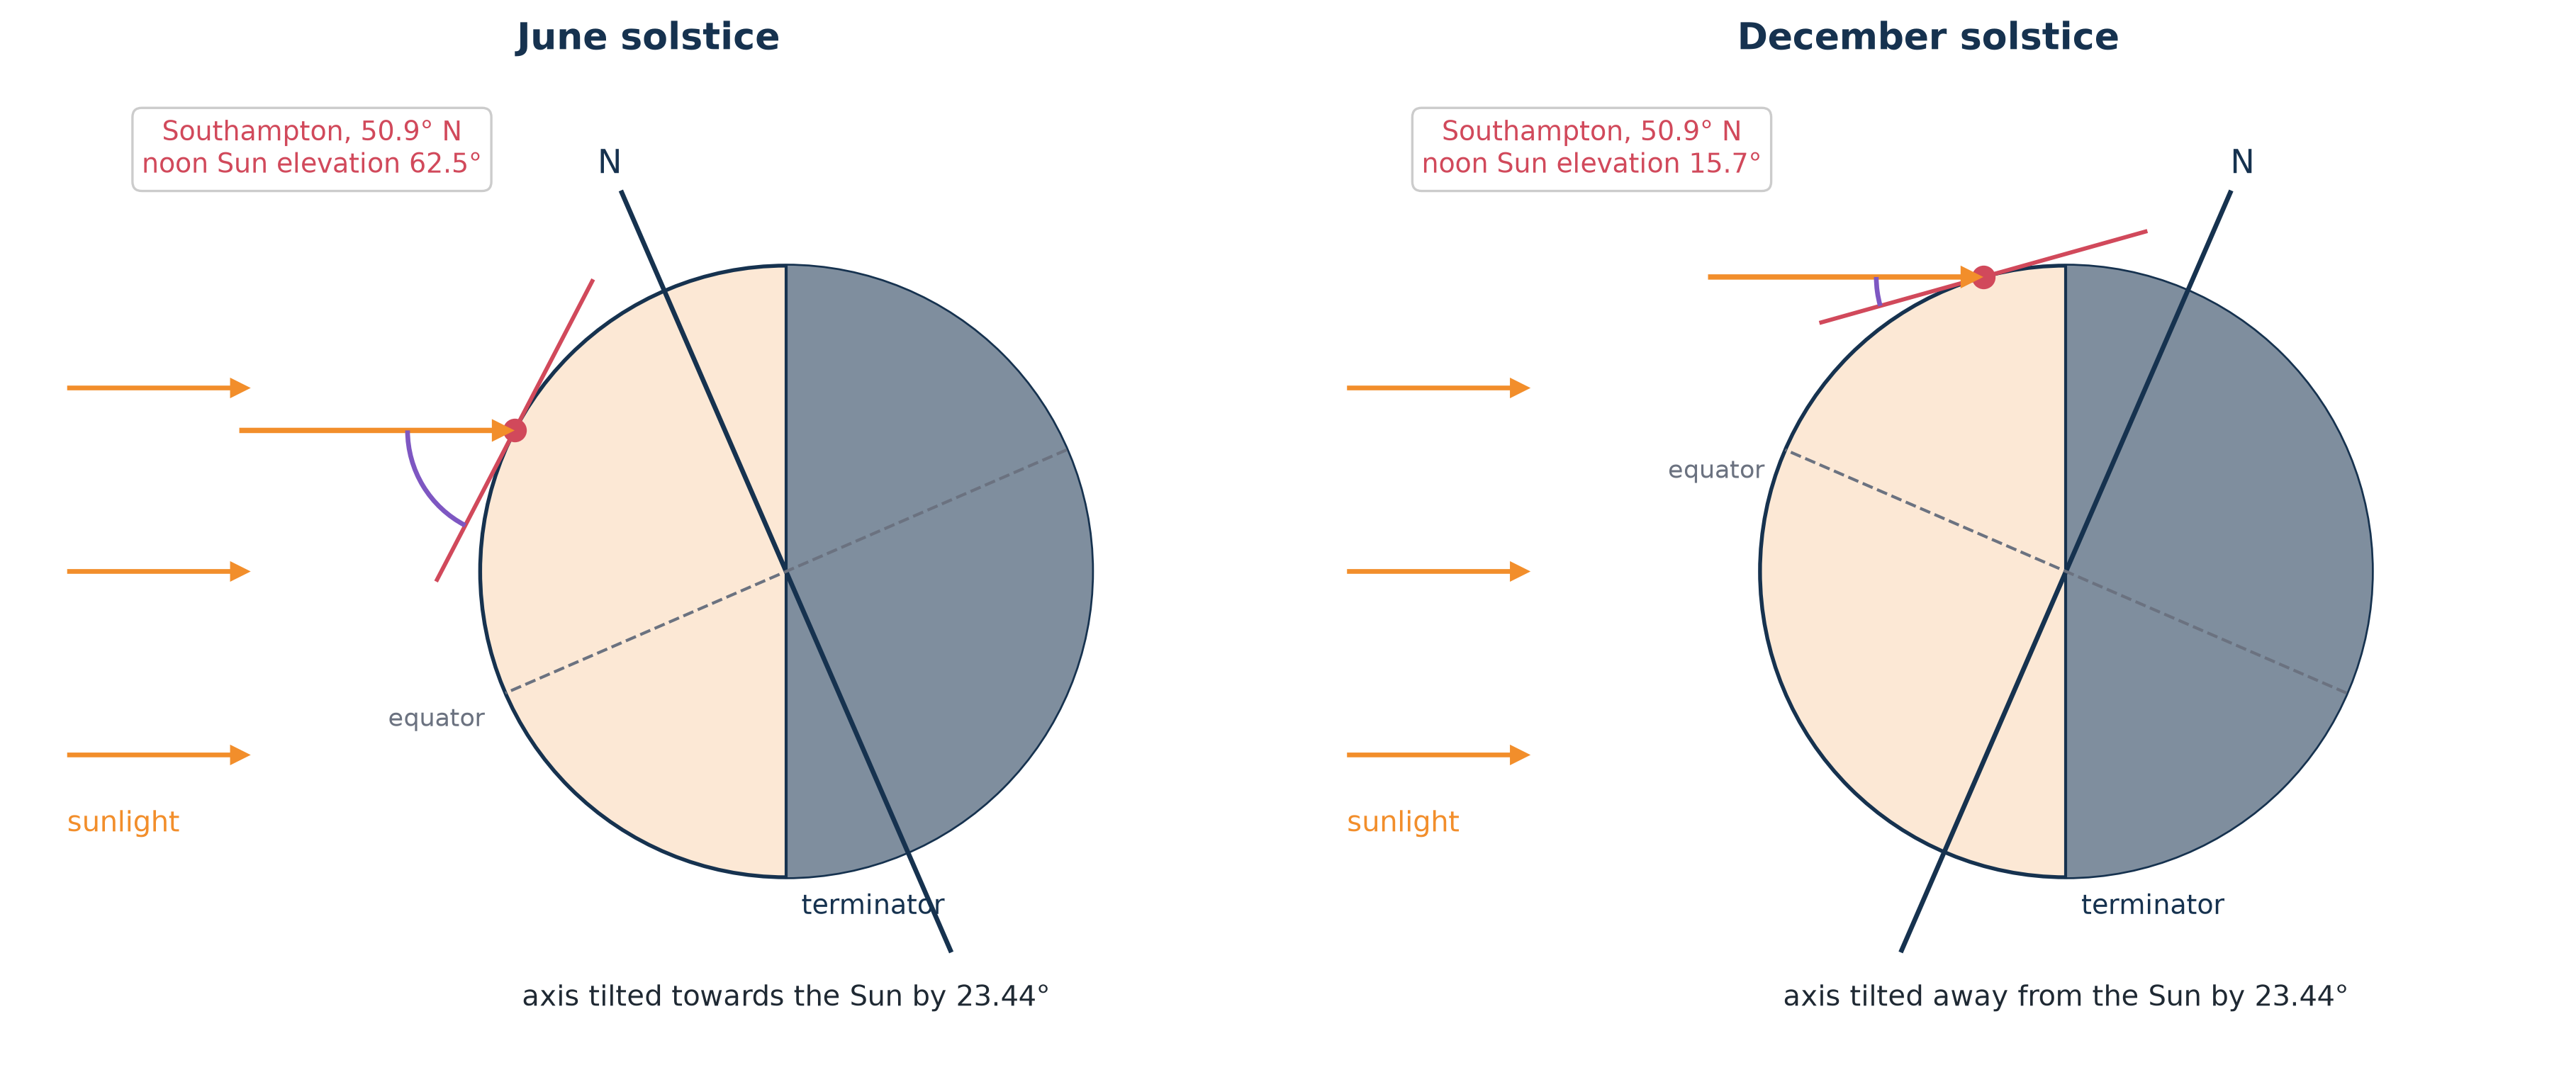 June solstice
Southampton, 50.9° N
noon Sun elevation 62.5°
N
equator
sunlight
terminator
axis tilted towards the Sun by 23.44°
December solstice
Southampton, 50.9° N
noon Sun elevation 15.7°
N
equator
sunlight
terminator
axis tilted away from the Sun by 23.44°